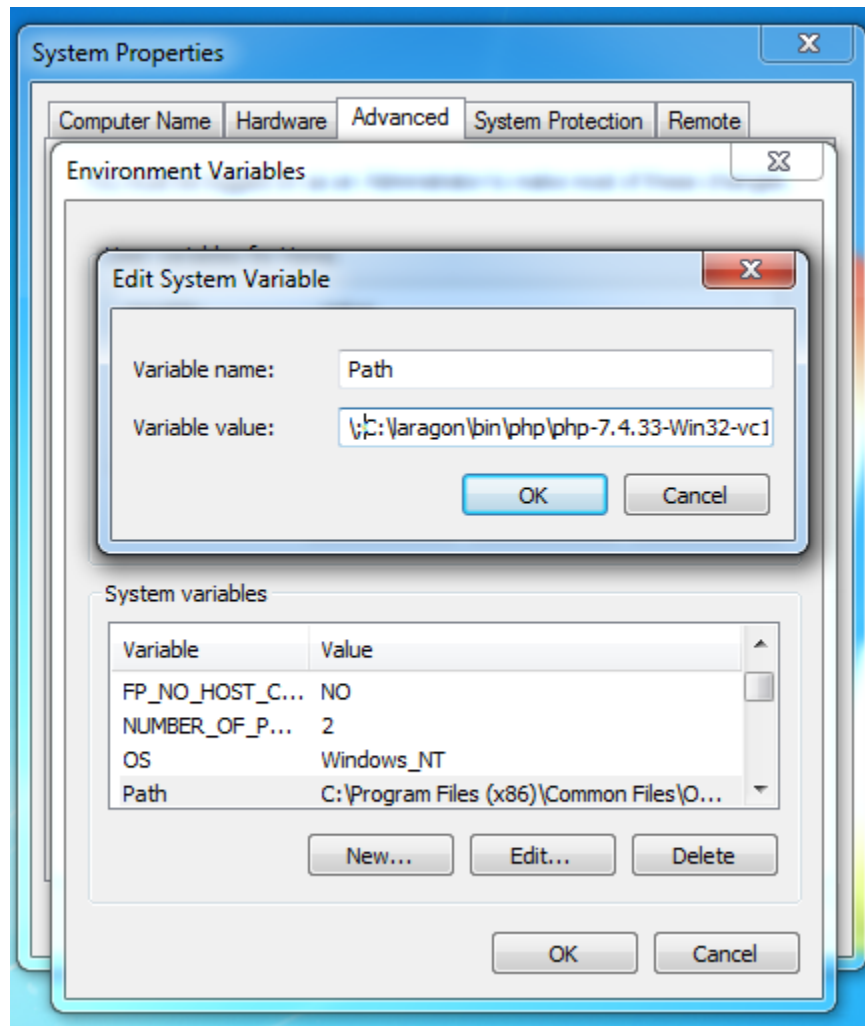 System Properties
Computer Name Hardware Advanced System Protection Remote
Environment Variables
Edit System Variable
Variable name: Path
Variable value: \;C:\laragon\bin\php\php-7.4.33-Win32-vc1
OK Cancel
System variables
Variable Value
FP_NO_HOST_C... NO
NUMBER_OF_P... 2
OS Windows_NT
Path C:\Program Files (x86)\Common Files\O...
New... Edit... Delete
OK Cancel